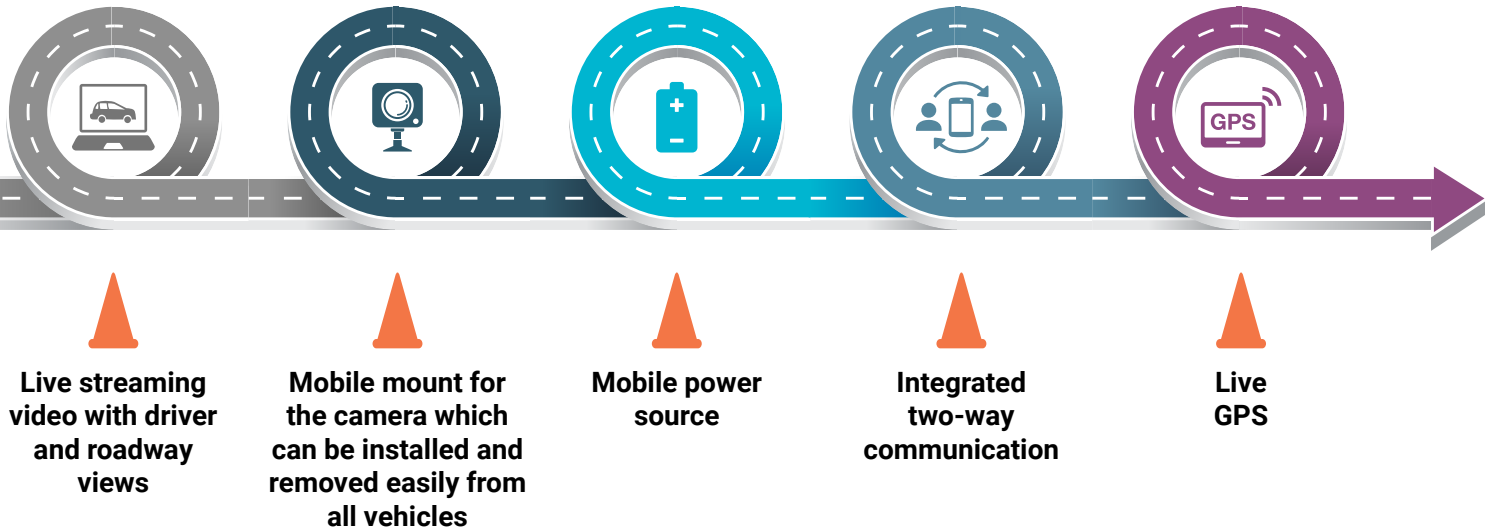 GPS
Live streaming
video with driver
and roadway
views
Mobile mount for
the camera which
can be installed and
removed easily from
all vehicles
Mobile power
source
Integrated
two-way
communication
Live
GPS